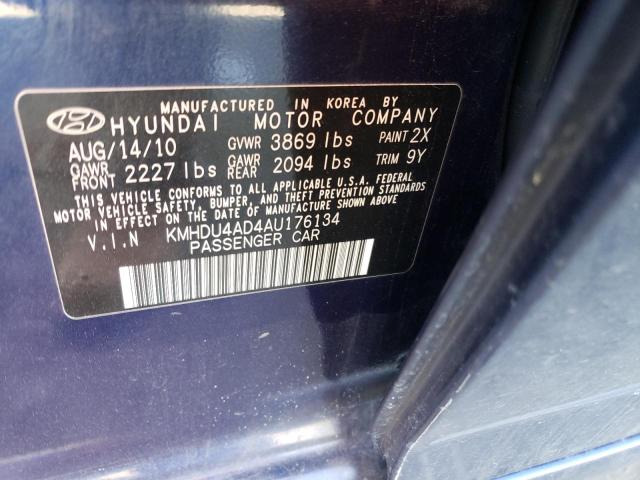 MANUFACTURED IN KOREA BY
HYUNDAI MOTOR COMPANY
AUG/14/10 GVWR 3869 lbs PAINT 2X
GAWR FRONT 2227 lbs GAWR REAR 2094 lbs TRIM 9Y
THIS VEHICLE CONFORMS TO ALL APPLICABLE U.S.A. FEDERAL
MOTOR VEHICLE SAFETY, BUMPER, AND THEFT PREVENTION STANDARDS
IN EFFECT ON THE DATE OF MANUFACTURE SHOWN ABOVE.
V.I.N KMHDU4AD4AU176134
PASSENGER CAR